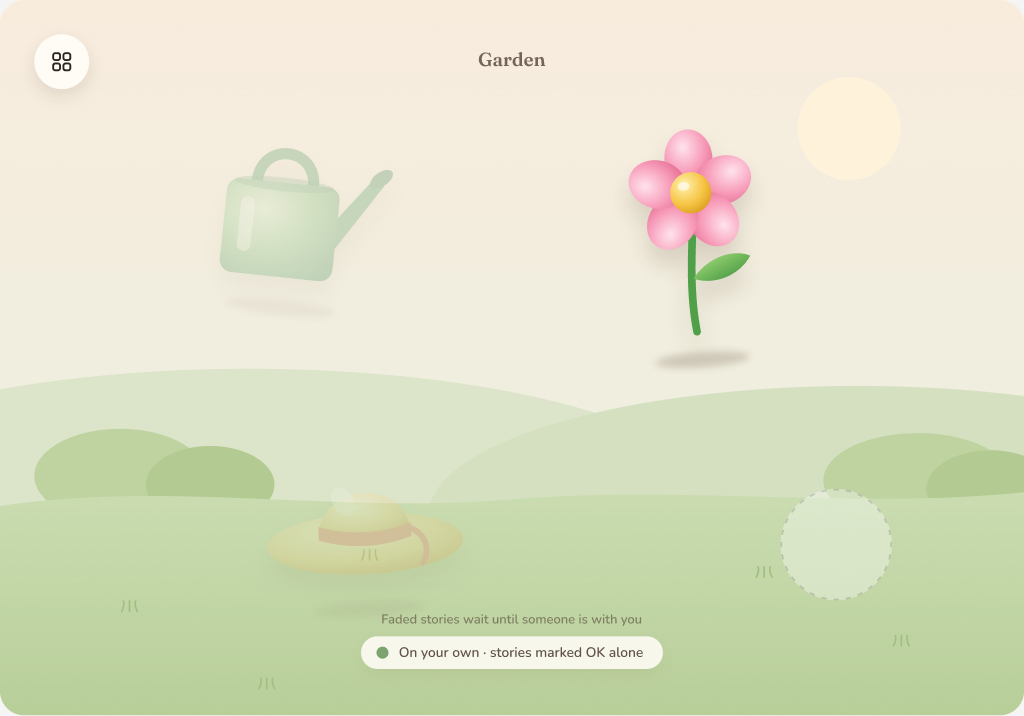 Garden
Faded stories wait until someone is with you
On your own · stories marked OK alone